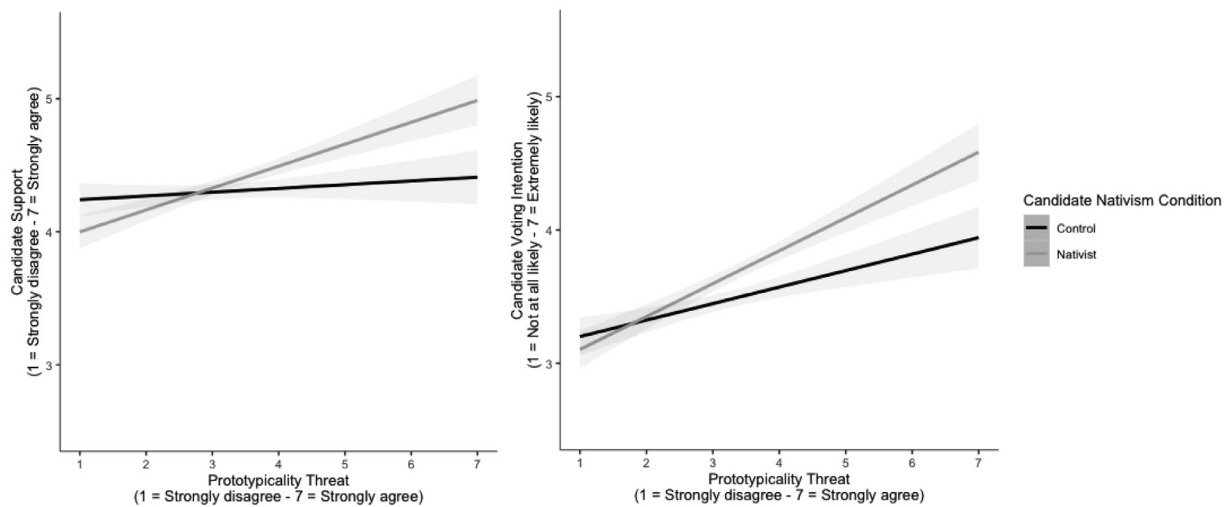 Candidate Support
(1 = Strongly disagree - 7 = Strongly agree)
5
4
3
1 2 3 4 5 6 7
Prototypicality Threat
(1 = Strongly disagree - 7 = Strongly agree)
Candidate Voting Intention
(1 = Not at all likely - 7 = Extremely likely)
5
4
3
1 2 3 4 5 6 7
Prototypicality Threat
(1 = Strongly disagree - 7 = Strongly agree)
Candidate Nativism Condition
Control
Nativist